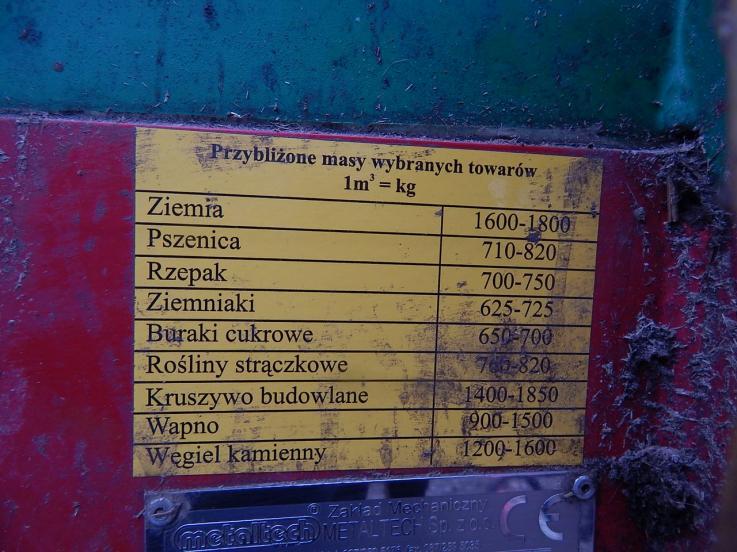 Przybliżone masy wybranych towarów
1m³ = kg
Ziemia 1600-1800
Pszenica 710-820
Rzepak 700-750
Ziemniaki 625-725
Buraki cukrowe 650-700
Rośliny strączkowe 760-820
Kruszywo budowlane 1400-1850
Wapno 900-1500
Węgiel kamienny 1200-1600
© Zakład Mechaniczny
metaltech METALTECH Sp. z o.o. CE